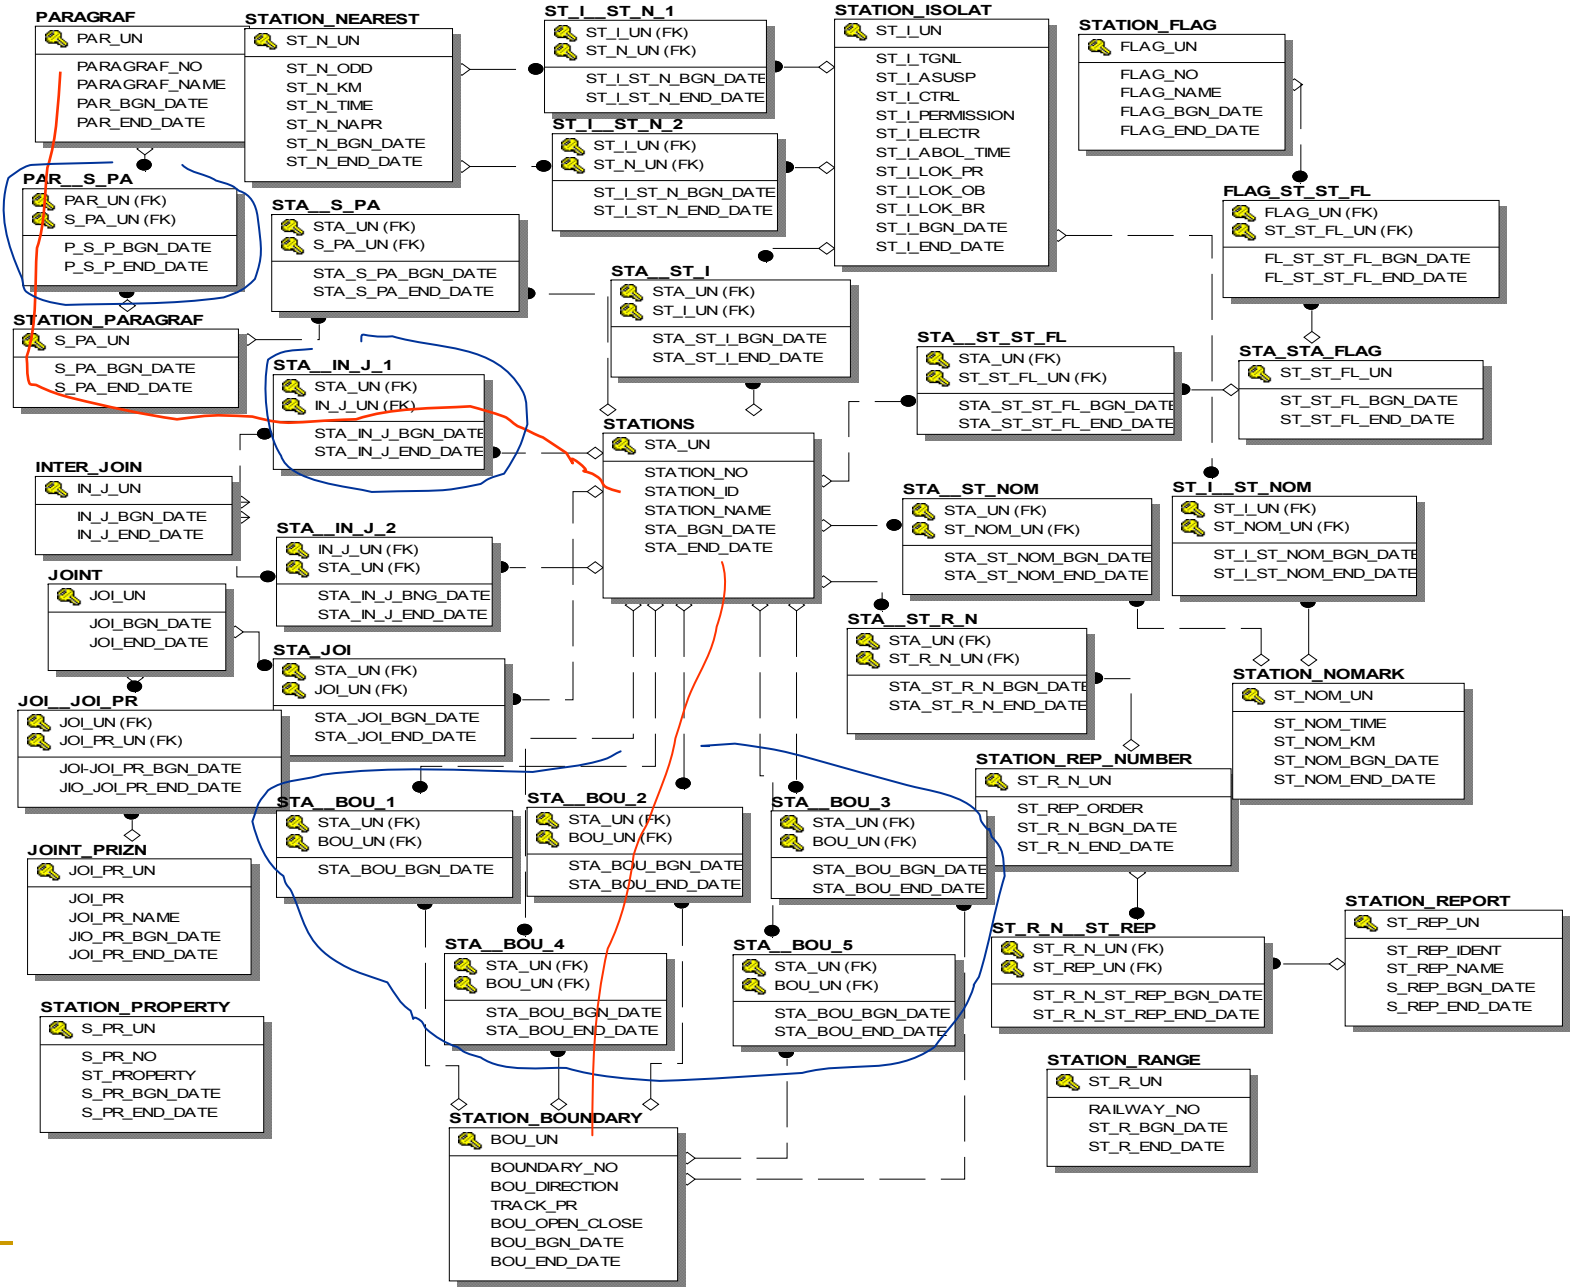 PARAGRAF
PAR_UN
PARAGRAF_NO
PARAGRAF_NAME
PAR_BGN_DATE
PAR_END_DATE
STATION_NEAREST
ST_N_UN
ST_N_ODD
ST_N_KM
ST_N_TIME
ST_N_NAPR
ST_N_BGN_DATE
ST_N_END_DATE
ST_I__ST_N_1
ST_I_UN (FK)
ST_N_UN (FK)
ST_I_ST_N_BGN_DATE
ST_I_ST_N_END_DATE
ST_I__ST_N_2
ST_I_UN (FK)
ST_N_UN (FK)
ST_I_ST_N_BGN_DATE
ST_I_ST_N_END_DATE
STATION_ISOLAT
ST_I_UN
ST_I_TGNL
ST_I_ASUSP
ST_I_CTRL
ST_I_PERMISSION
ST_I_ELECTR
ST_I_ABOL_TIME
ST_I_LOK_PR
ST_I_LOK_OB
ST_I_LOK_BR
ST_I_BGN_DATE
ST_I_END_DATE
STATION_FLAG
FLAG_UN
FLAG_NO
FLAG_NAME
FLAG_BGN_DATE
FLAG_END_DATE
PAR__S_PA
PAR_UN (FK)
S_PA_UN (FK)
P_S_P_BGN_DATE
P_S_P_END_DATE
STA__S_PA
STA_UN (FK)
S_PA_UN (FK)
STA_S_PA_BGN_DATE
STA_S_PA_END_DATE
FLAG_ST_ST_FL
FLAG_UN (FK)
ST_ST_FL_UN (FK)
FL_ST_ST_FL_BGN_DATE
FL_ST_ST_FL_END_DATE
STA__ST_I
STA_UN (FK)
ST_I_UN (FK)
STA_ST_I_BGN_DATE
STA_ST_I_END_DATE
STATION_PARAGRAF
S_PA_UN
S_PA_BGN_DATE
S_PA_END_DATE
STA__IN_J_1
STA_UN (FK)
IN_J_UN (FK)
STA_IN_J_BGN_DATE
STA_IN_J_END_DATE
STA__ST_ST_FL
STA_UN (FK)
ST_ST_FL_UN (FK)
STA_ST_ST_FL_BGN_DATE
STA_ST_ST_FL_END_DATE
STA_STA_FLAG
ST_ST_FL_UN
ST_ST_FL_BGN_DATE
ST_ST_FL_END_DATE
STATIONS
STA_UN
STATION_NO
STATION_ID
STATION_NAME
STA_BGN_DATE
STA_END_DATE
INTER_JOIN
IN_J_UN
IN_J_BGN_DATE
IN_J_END_DATE
STA__IN_J_2
IN_J_UN (FK)
STA_UN (FK)
STA_IN_J_BNG_DATE
STA_IN_J_END_DATE
STA__ST_NOM
STA_UN (FK)
ST_NOM_UN (FK)
STA_ST_NOM_BGN_DATE
STA_ST_NOM_END_DATE
ST_I__ST_NOM
ST_I_UN (FK)
ST_NOM_UN (FK)
ST_I_ST_NOM_BGN_DATE
ST_I_ST_NOM_END_DATE
JOINT
JOI_UN
JOI_BGN_DATE
JOI_END_DATE
STA_JOI
STA_UN (FK)
JOI_UN (FK)
STA_JOI_BGN_DATE
STA_JOI_END_DATE
STA__ST_R_N
STA_UN (FK)
ST_R_N_UN (FK)
STA_ST_R_N_BGN_DATE
STA_ST_R_N_END_DATE
STATION_NOMARK
ST_NOM_UN
ST_NOM_TIME
ST_NOM_KM
ST_NOM_BGN_DATE
ST_NOM_END_DATE
JOI__JOI_PR
JOI_UN (FK)
JOI_PR_UN (FK)
JOI-JOI_PR_BGN_DATE
JIO_JOI_PR_END_DATE
STATION_REP_NUMBER
ST_R_N_UN
ST_REP_ORDER
ST_R_N_BGN_DATE
ST_R_N_END_DATE
STA__BOU_1
STA_UN (FK)
BOU_UN (FK)
STA_BOU_BGN_DATE
STA__BOU_2
STA_UN (FK)
BOU_UN (FK)
STA_BOU_BGN_DATE
STA_BOU_END_DATE
STA__BOU_3
STA_UN (FK)
BOU_UN (FK)
STA_BOU_BGN_DATE
STA_BOU_END_DATE
JOINT_PRIZN
JOI_PR_UN
JOI_PR
JOI_PR_NAME
JIO_PR_BGN_DATE
JOI_PR_END_DATE
STA__BOU_4
STA_UN (FK)
BOU_UN (FK)
STA_BOU_BGN_DATE
STA_BOU_END_DATE
STA__BOU_5
STA_UN (FK)
BOU_UN (FK)
STA_BOU_BGN_DATE
STA_BOU_END_DATE
ST_R_N__ST_REP
ST_R_N_UN (FK)
ST_REP_UN (FK)
ST_R_N_ST_REP_BGN_DATE
ST_R_N_ST_REP_END_DATE
STATION_REPORT
ST_REP_UN
ST_REP_IDENT
ST_REP_NAME
S_REP_BGN_DATE
S_REP_END_DATE
STATION_PROPERTY
S_PR_UN
S_PR_NO
ST_PROPERTY
S_PR_BGN_DATE
S_PR_END_DATE
STATION_RANGE
ST_R_UN
RAILWAY_NO
ST_R_BGN_DATE
ST_R_END_DATE
STATION_BOUNDARY
BOU_UN
BOUNDARY_NO
BOU_DIRECTION
TRACK_PR
BOU_OPEN_CLOSE
BOU_BGN_DATE
BOU_END_DATE